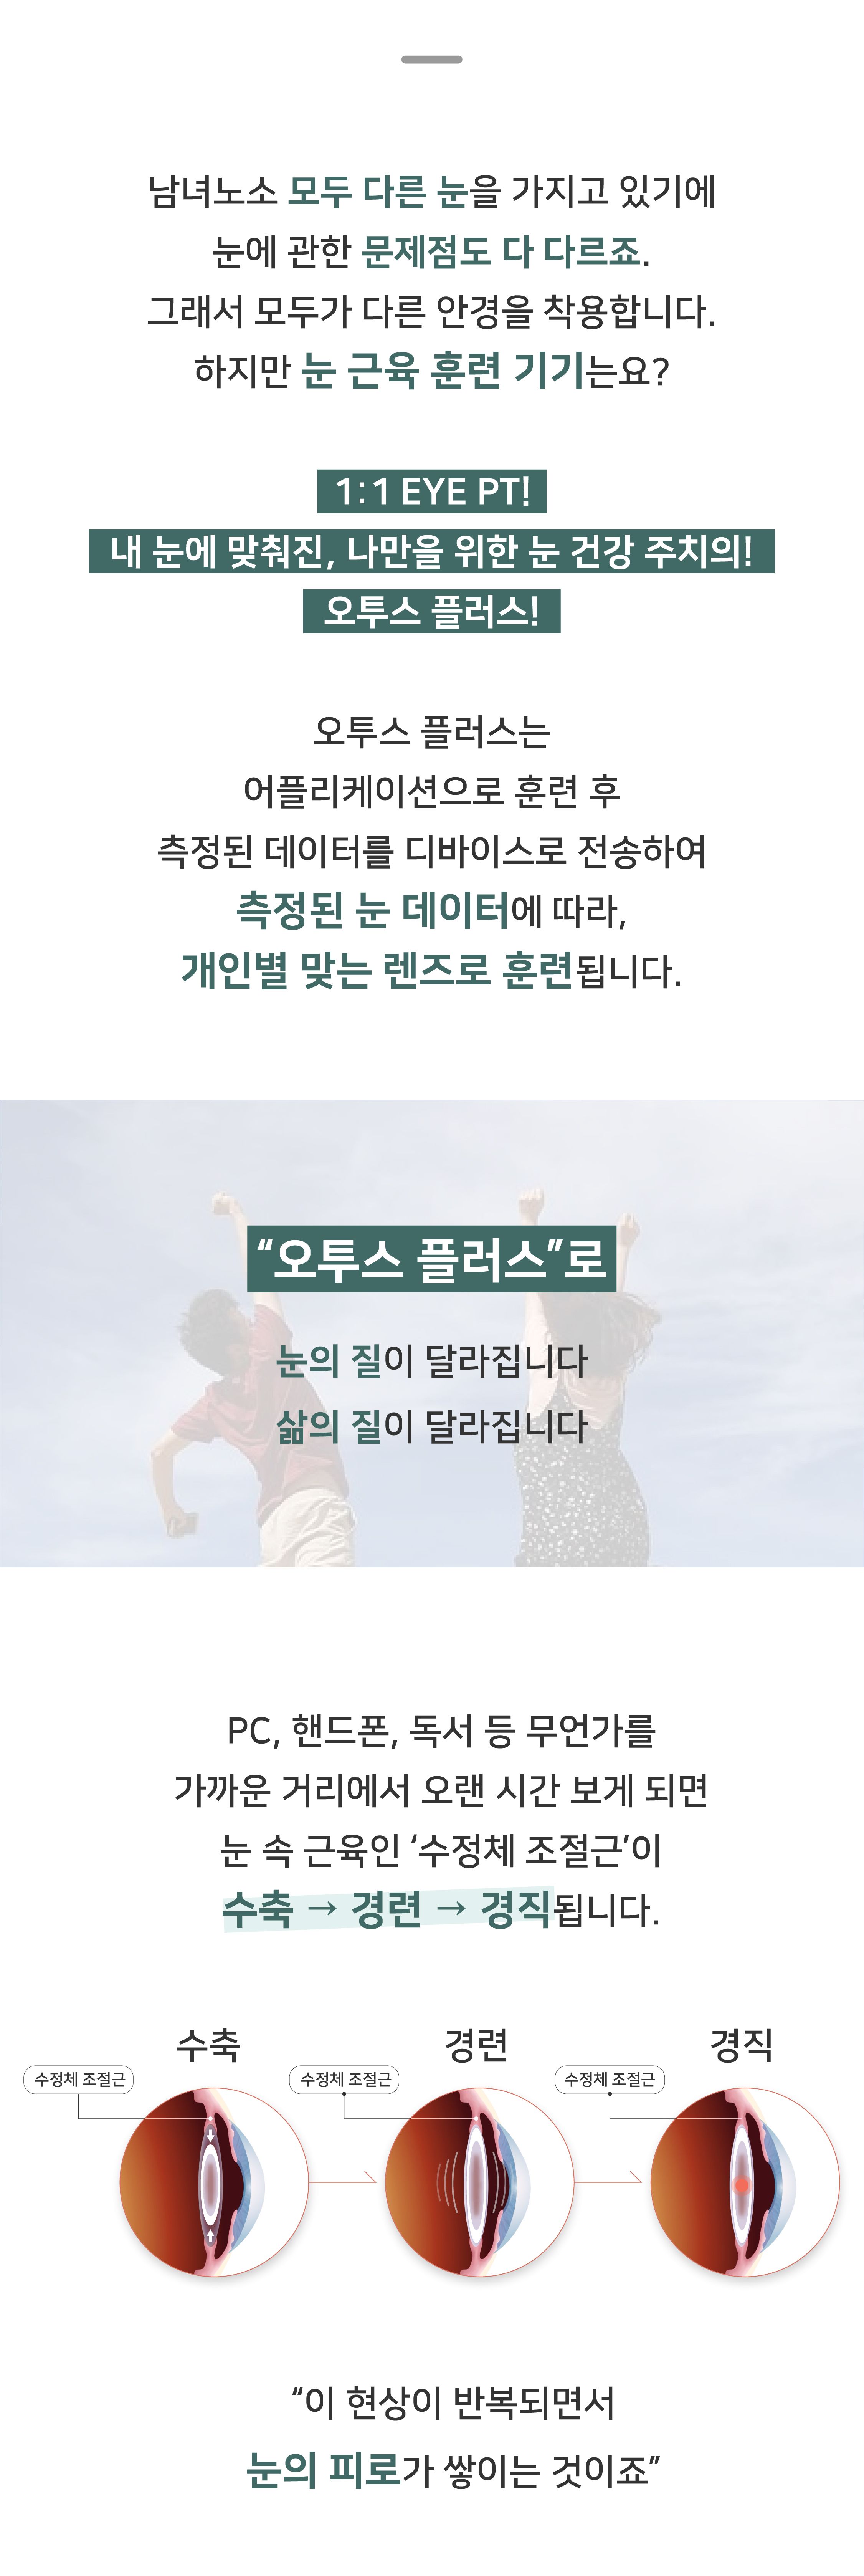 남녀노소 모두 다른 눈을 가지고 있기에
눈에 관한 문제점도 다 다르죠.
그래서 모두가 다른 안경을 착용합니다.
하지만 눈 근육 훈련 기기는요?
1:1 EYE PT!
내 눈에 맞춰진, 나만을 위한 눈 건강 주치의!
오투스 플러스!
오투스 플러스는
어플리케이션으로 훈련 후
측정된 데이터를 디바이스로 전송하여
측정된 눈 데이터에 따라,
개인별 맞는 렌즈로 훈련됩니다.
“오투스 플러스”로
눈의 질이 달라집니다
삶의 질이 달라집니다
PC, 핸드폰, 독서 등 무언가를
가까운 거리에서 오랜 시간 보게 되면
눈 속 근육인 ‘수정체 조절근’이
수축 → 경련 → 경직됩니다.
수축
경련
경직
수정체 조절근
수정체 조절근
수정체 조절근
“이 현상이 반복되면서
눈의 피로가 쌓이는 것이죠”